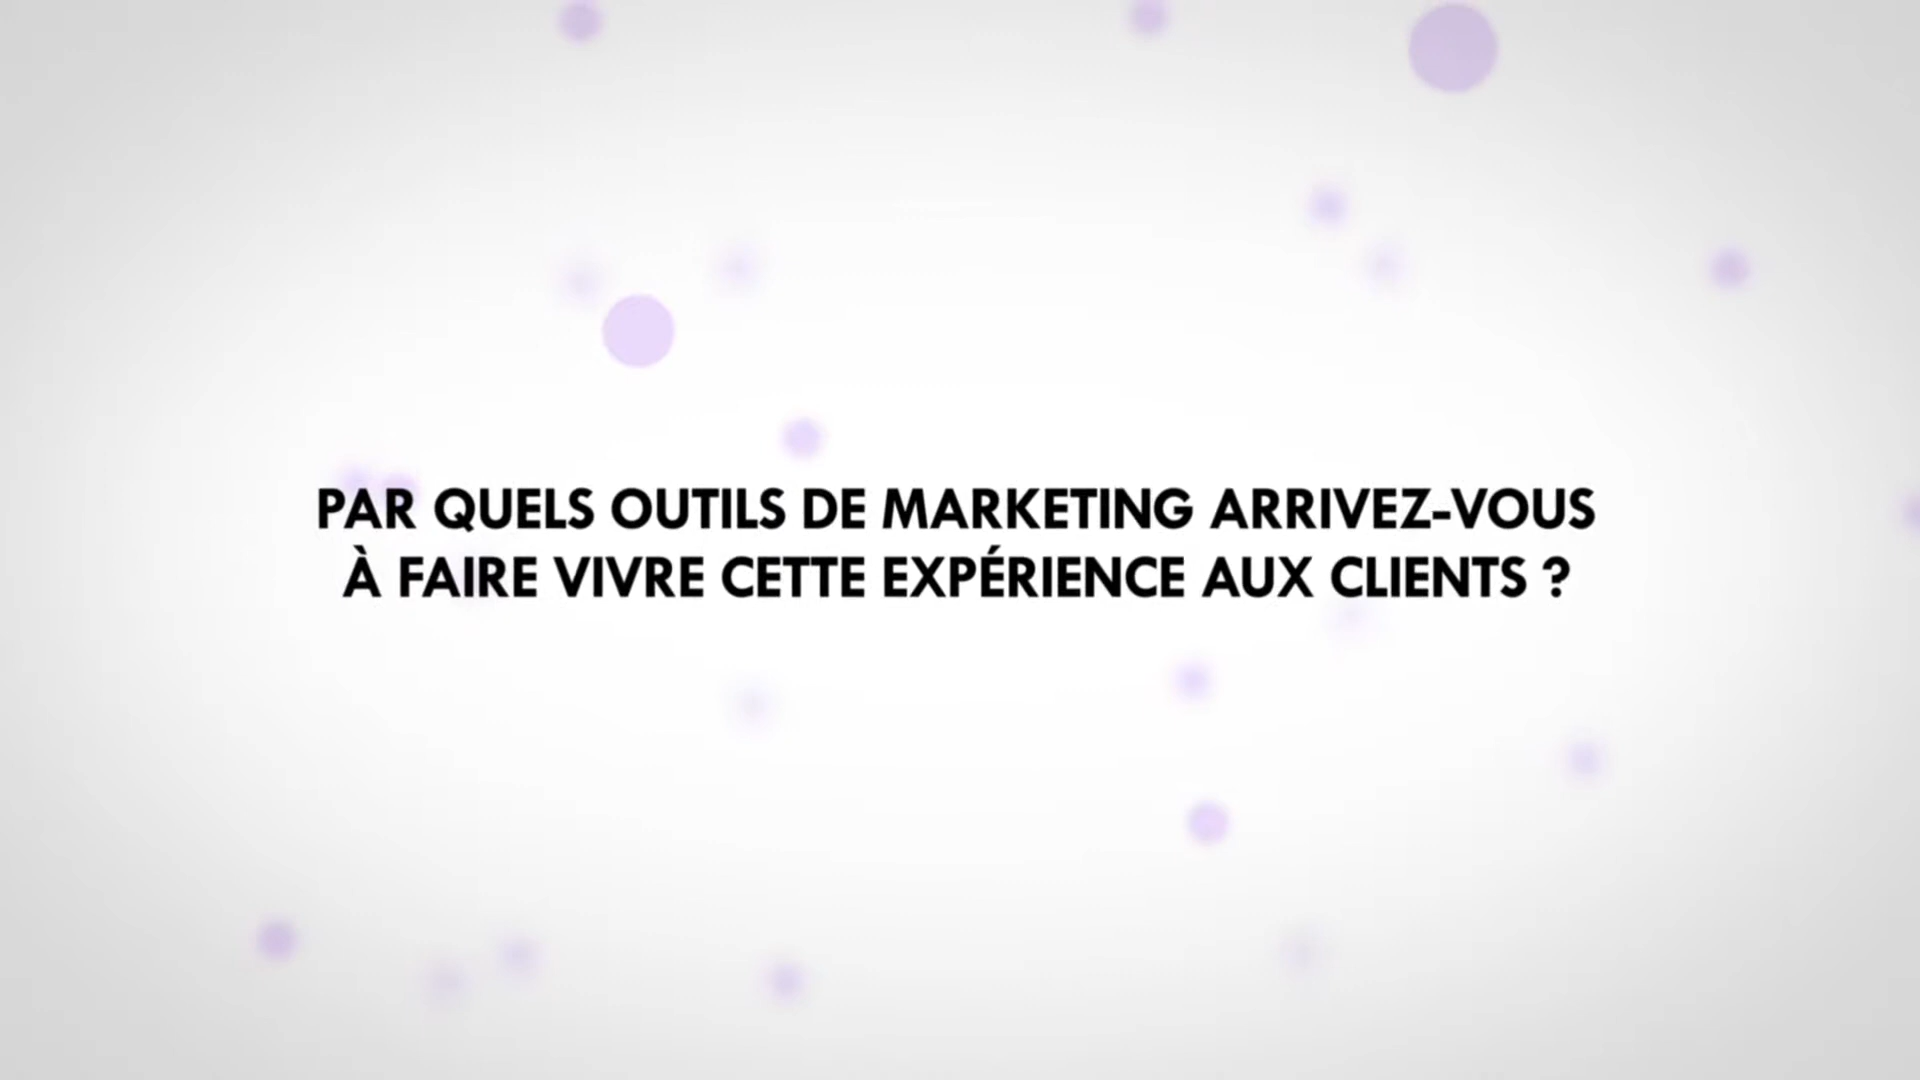 PAR QUELS OUTILS DE MARKETING ARRIVEZ-VOUS
À FAIRE VIVRE CETTE EXPÉRIENCE AUX CLIENTS ?